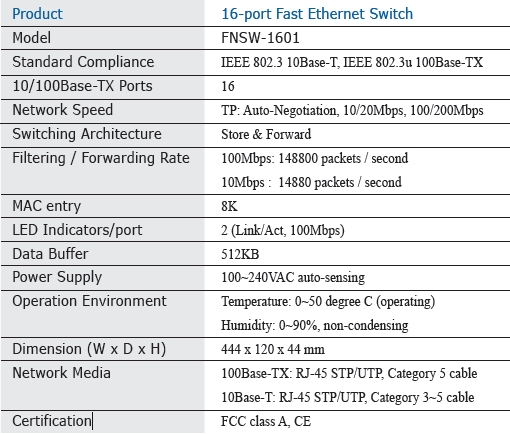 Product 16-port Fast Ethernet Switch
Model FNSW-1601
Standard Compliance IEEE 802.3 10Base-T, IEEE 802.3u 100Base-TX
10/100Base-TX Ports 16
Network Speed TP: Auto-Negotiation, 10/20Mbps, 100/200Mbps
Switching Architecture Store & Forward
Filtering / Forwarding Rate 100Mbps: 148800 packets / second
10Mbps : 14880 packets / second
MAC entry 8K
LED Indicators/port 2 (Link/Act, 100Mbps)
Data Buffer 512KB
Power Supply 100~240VAC auto-sensing
Operation Environment Temperature: 0~50 degree C (operating)
Humidity: 0~90%, non-condensing
Dimension (W x D x H) 444 x 120 x 44 mm
Network Media 100Base-TX: RJ-45 STP/UTP, Category 5 cable
10Base-T: RJ-45 STP/UTP, Category 3~5 cable
Certification FCC class A, CE